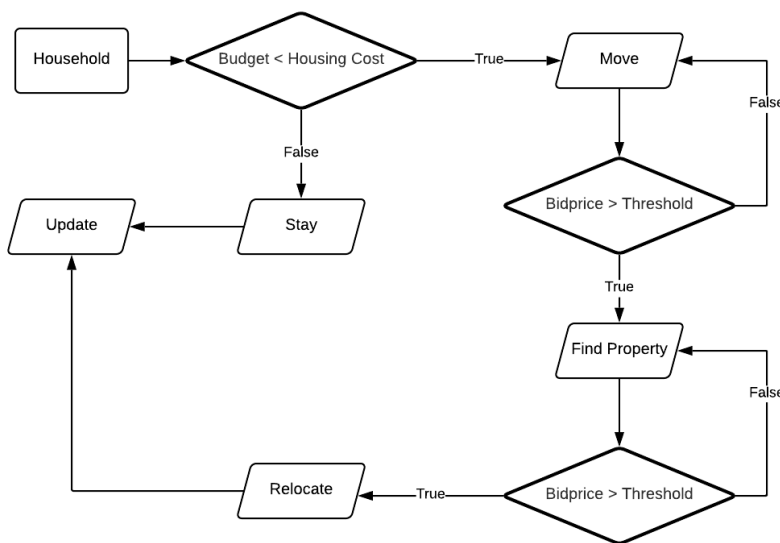 Household
Budget < Housing Cost
True
Move
False
False
Bidprice > Threshold
Update
Stay
True
Find Property
False
Relocate
True
Bidprice > Threshold